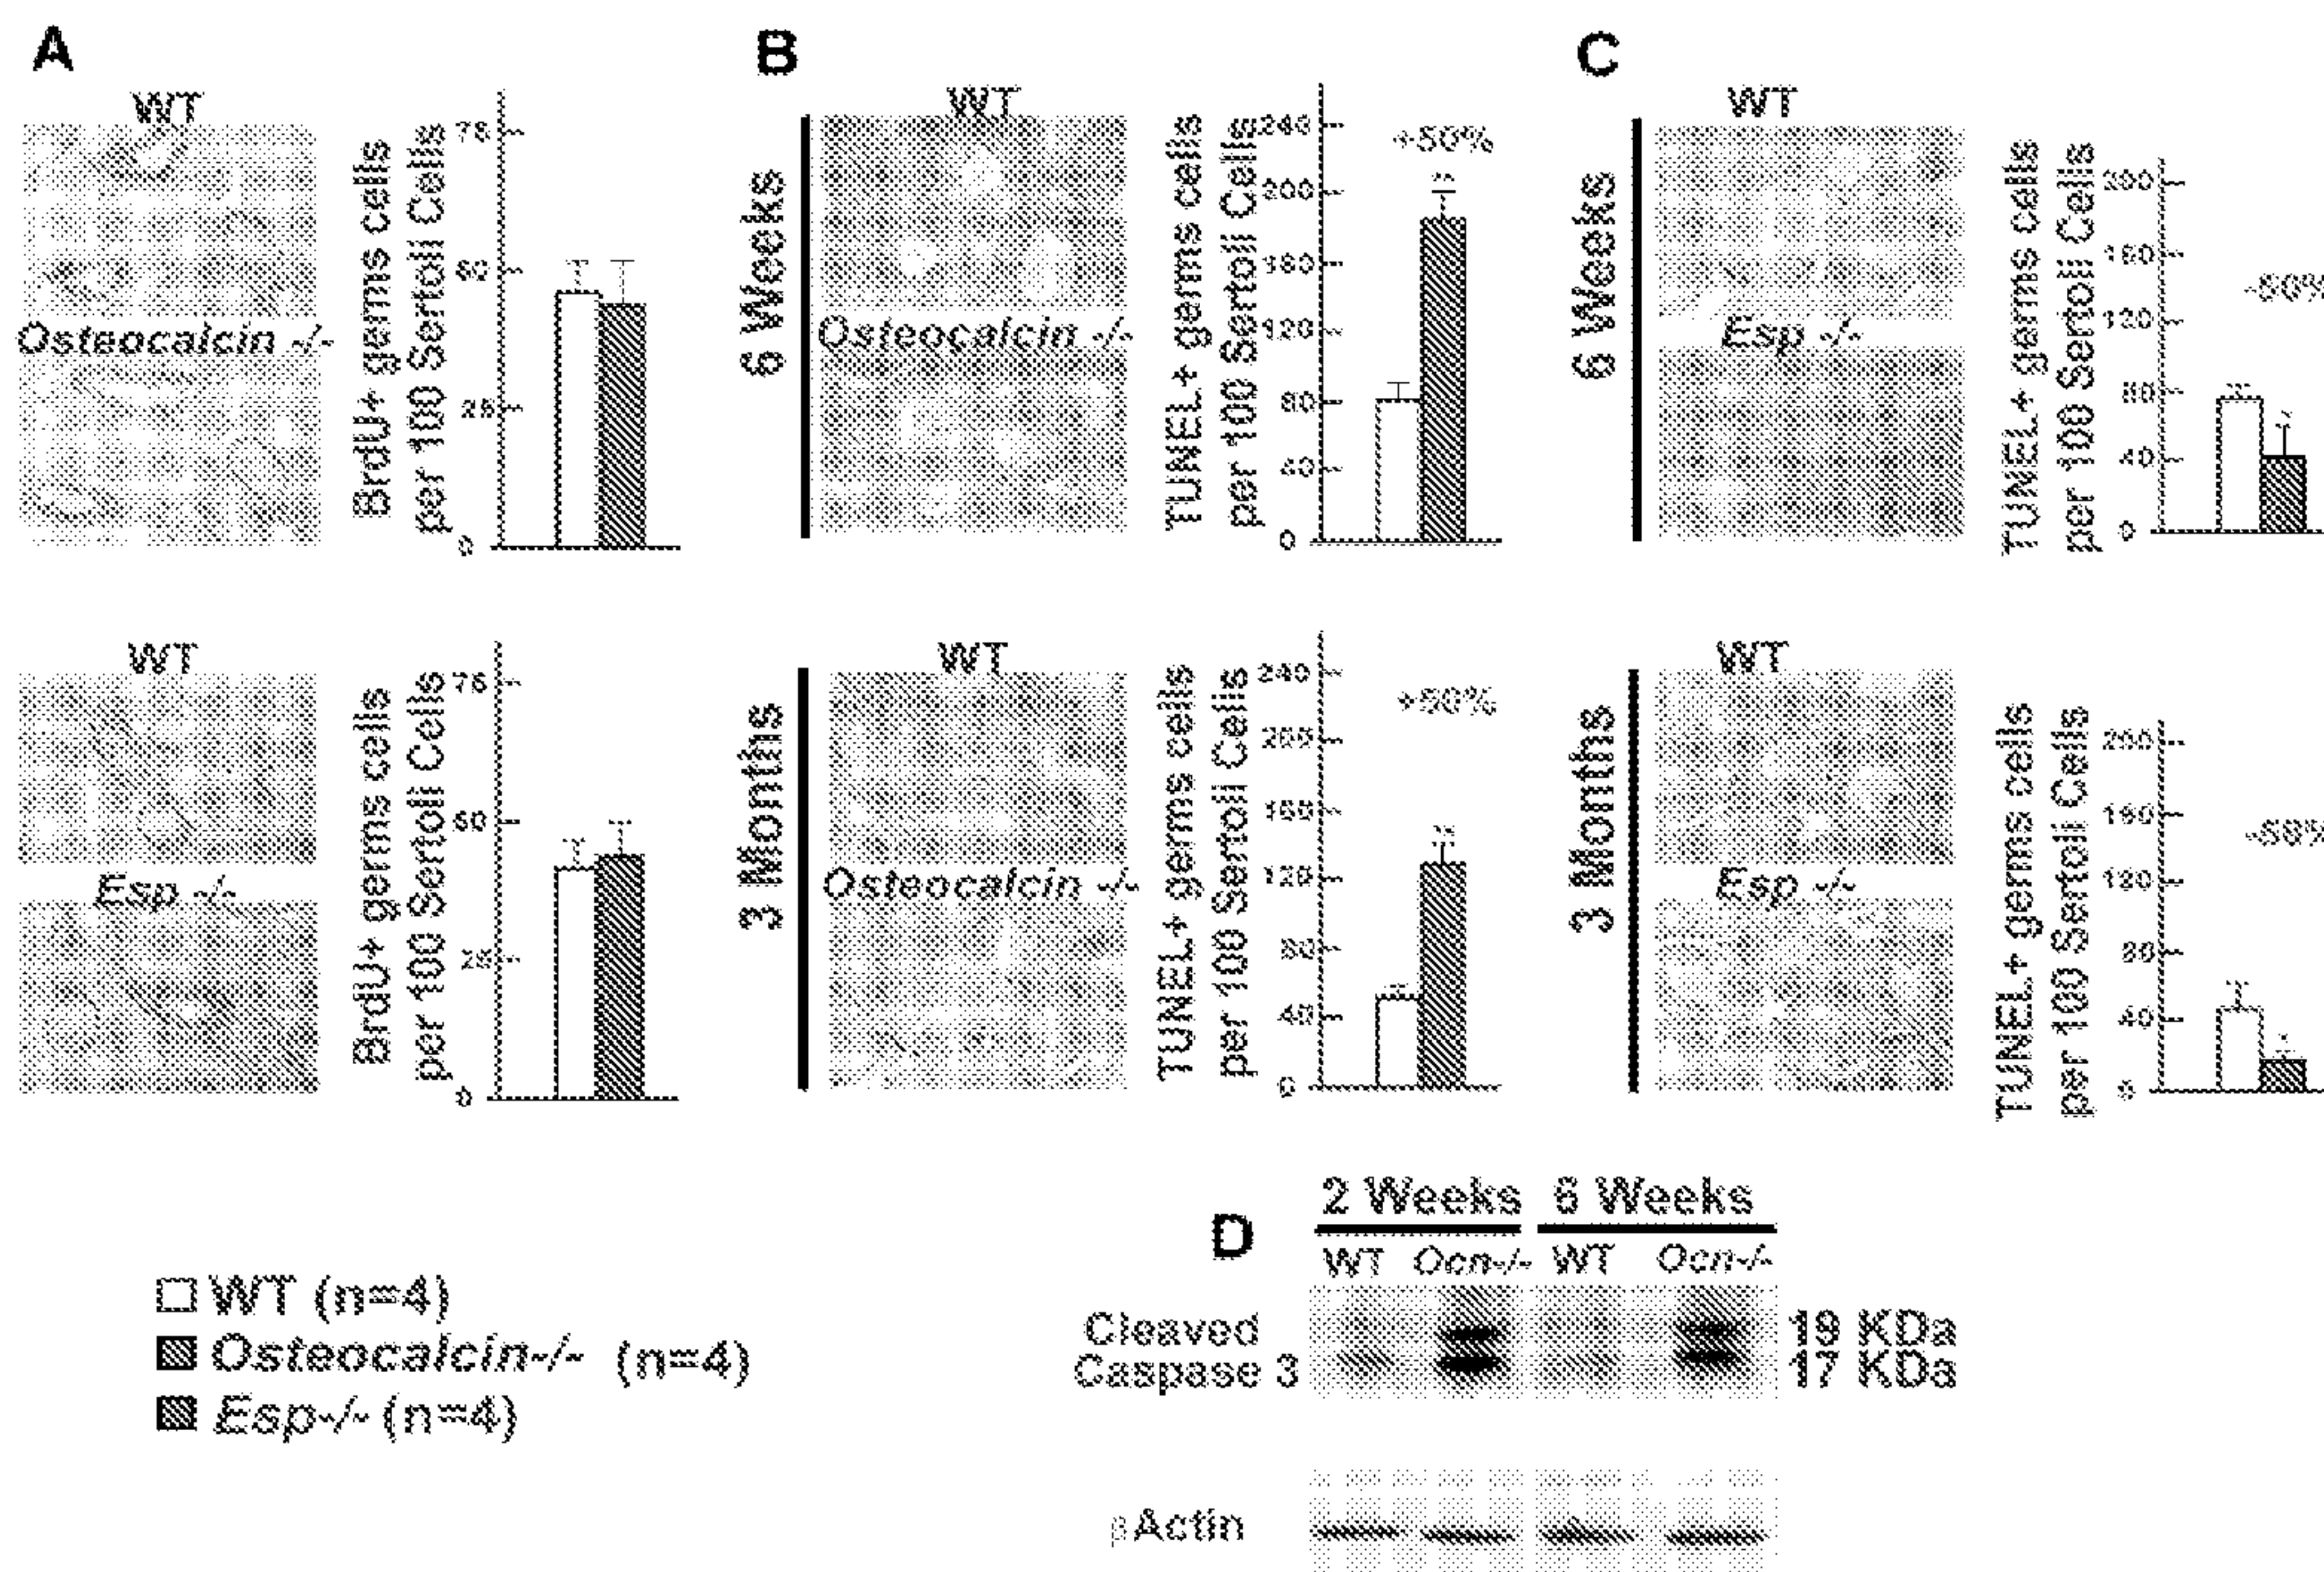 A
WT
Osteocalcin -/-
BrdU+ germs cells
per 100 Sertoli Cells
75
50
25
0
WT
Esp -/-
BrdU+ germs cells
per 100 Sertoli Cells
75
50
25
0
B
6 Weeks
WT
Osteocalcin -/-
TUNEL+ germs cells
per 100 Sertoli Cells
240
200
160
120
80
40
0
+50%
3 Months
WT
Osteocalcin -/-
TUNEL+ germs cells
per 100 Sertoli Cells
240
200
160
120
80
40
0
+50%
C
6 Weeks
WT
Esp -/-
TUNEL+ germs cells
per 100 Sertoli Cells
200
160
120
80
40
0
-50%
3 Months
WT
Esp -/-
TUNEL+ germs cells
per 100 Sertoli Cells
200
160
120
80
40
0
WT (n=4)
Osteocalcin-/- (n=4)
Esp-/- (n=4)
D
2 Weeks 6 Weeks
WT Ocn-/- WT Ocn-/-
Cleaved
Caspase 3
19 KDa
17 KDa
βActin